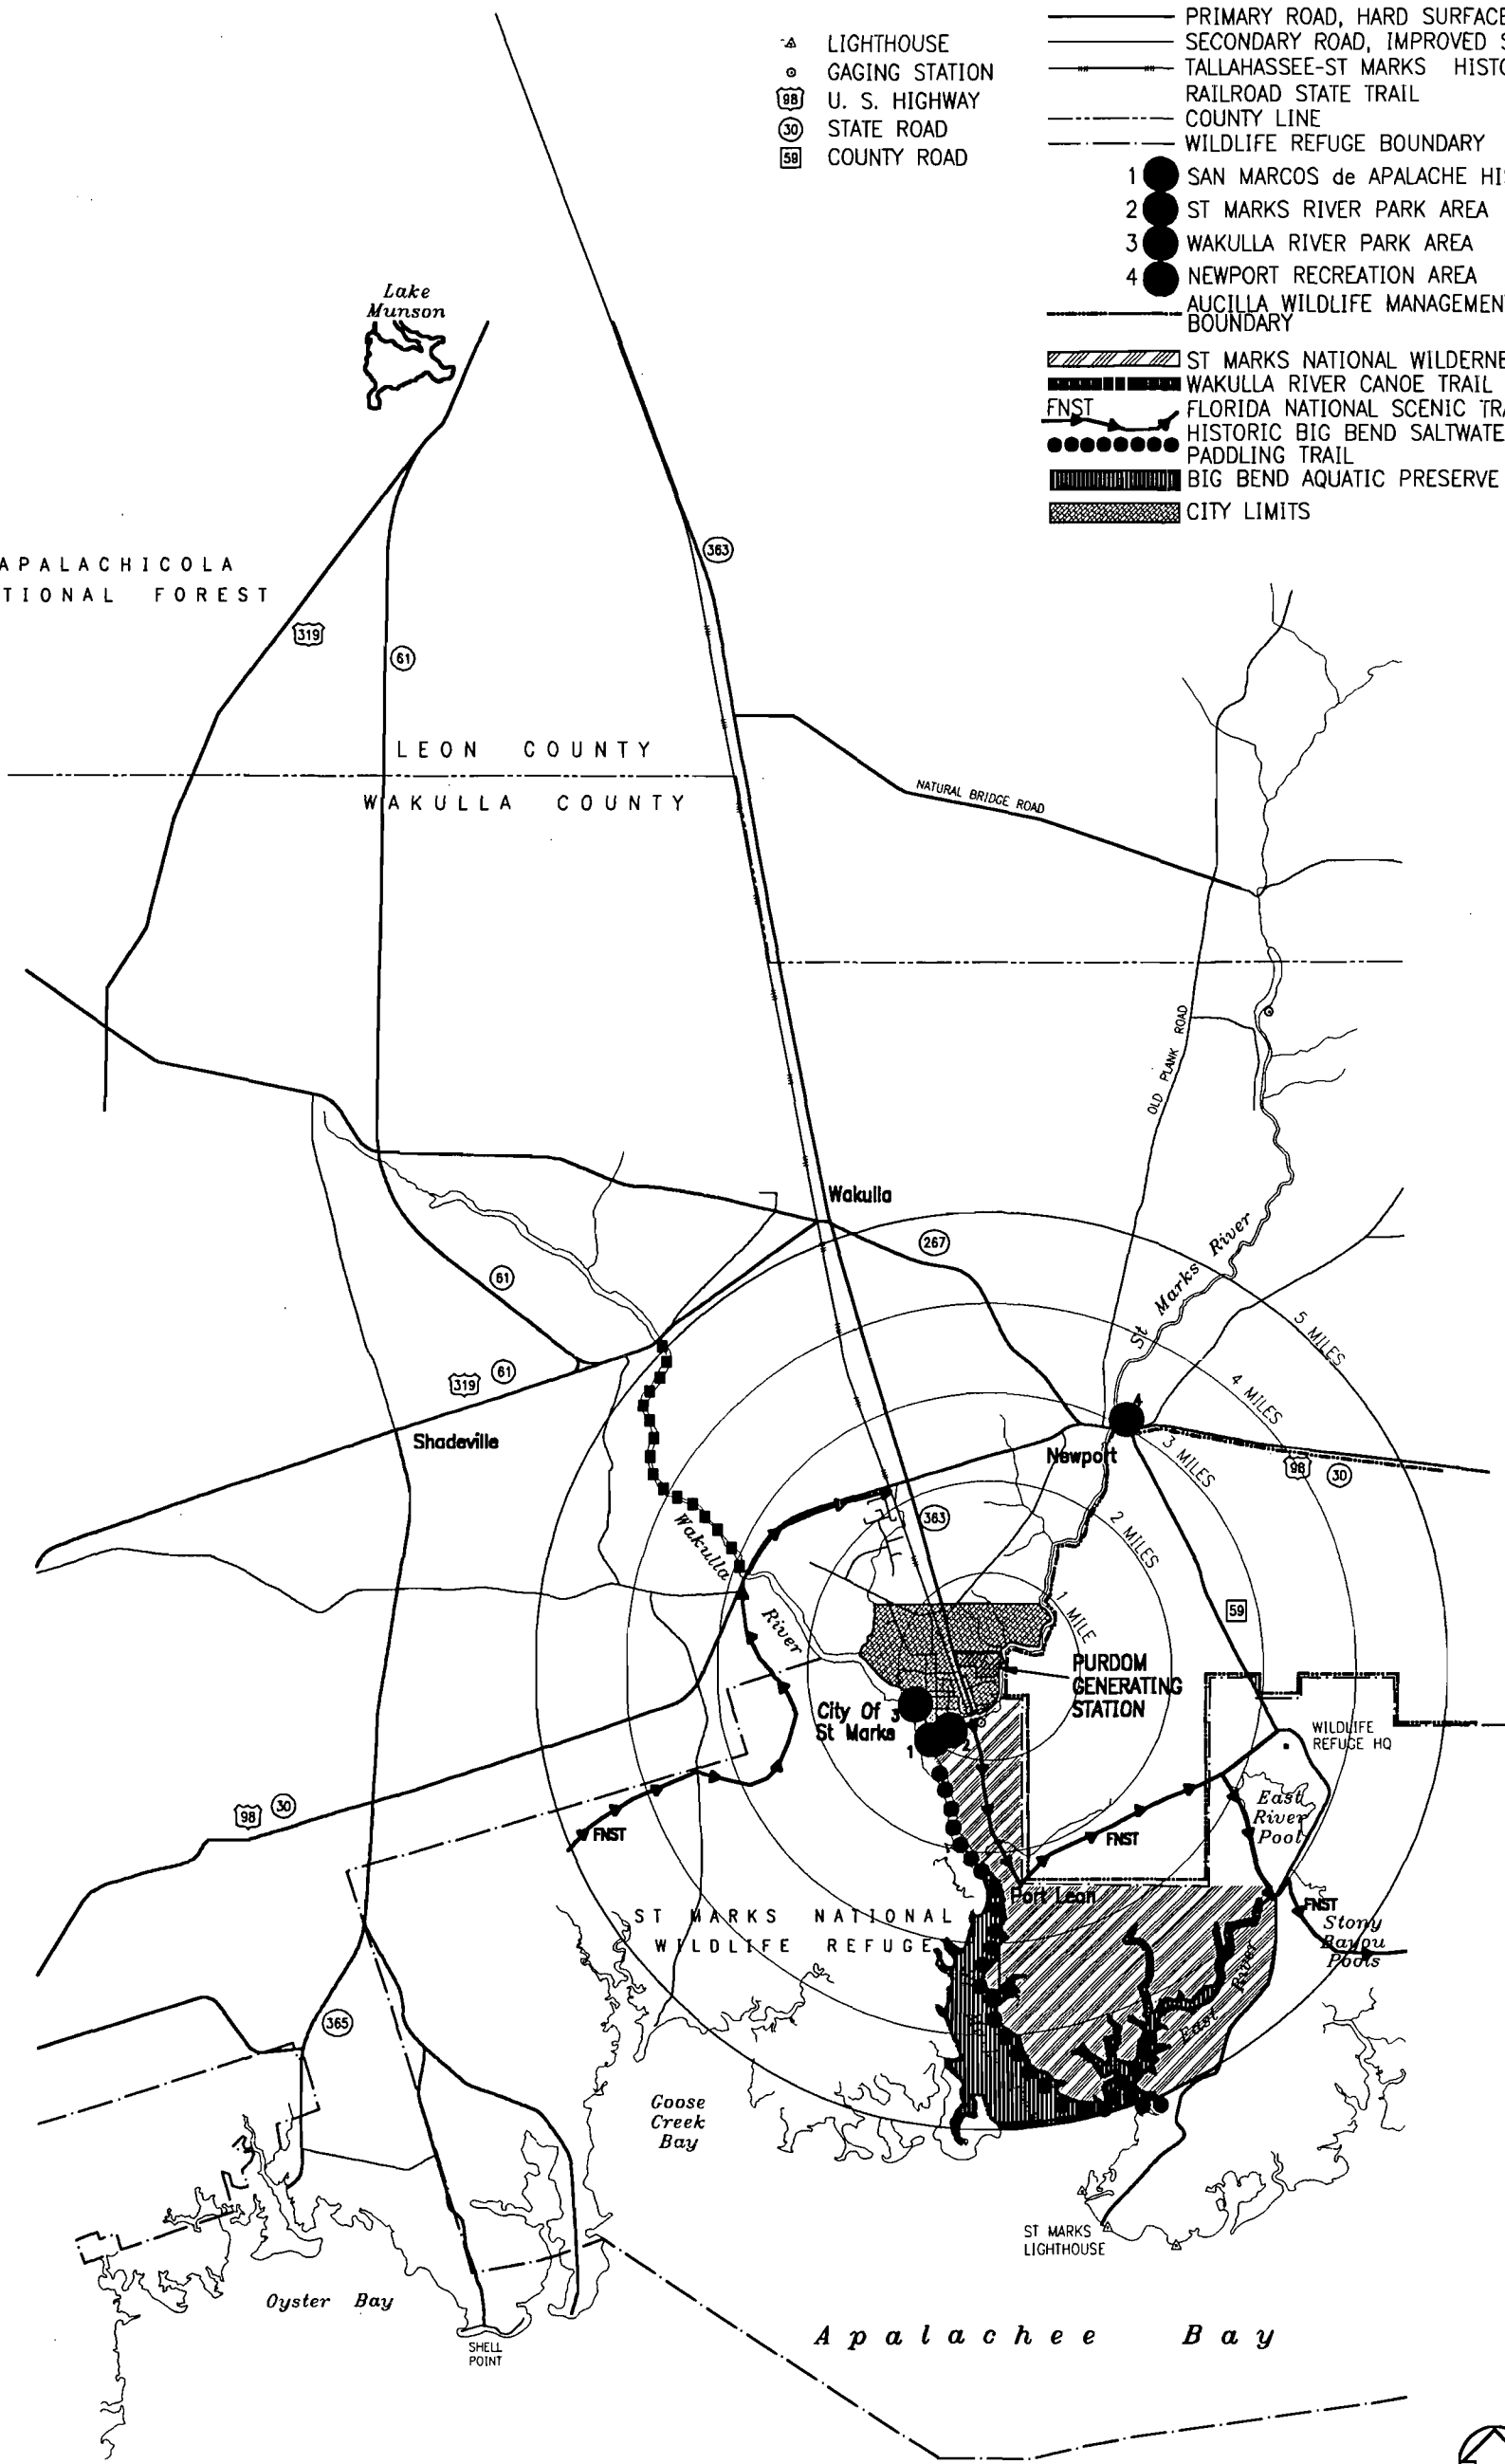 LIGHTHOUSE
GAGING STATION
98 U. S. HIGHWAY
30 STATE ROAD
59 COUNTY ROAD
PRIMARY ROAD, HARD SURFACE
SECONDARY ROAD, IMPROVED S
TALLAHASSEE-ST MARKS HISTO
RAILROAD STATE TRAIL
COUNTY LINE
WILDLIFE REFUGE BOUNDARY
1 SAN MARCOS de APALACHE HIS
2 ST MARKS RIVER PARK AREA
3 WAKULLA RIVER PARK AREA
4 NEWPORT RECREATION AREA
AUCILLA WILDLIFE MANAGEMENT
BOUNDARY
ST MARKS NATIONAL WILDERNE
WAKULLA RIVER CANOE TRAIL
FNST FLORIDA NATIONAL SCENIC TRA
HISTORIC BIG BEND SALTWATE
PADDLING TRAIL
BIG BEND AQUATIC PRESERVE
CITY LIMITS
Lake
Munson
APALACHICOLA
TIONAL FOREST
363
319
61
LEON COUNTY
WAKULLA COUNTY
NATURAL BRIDGE ROAD
OLD PLANK ROAD
Wakulla
267
St Marks River
61
319
61
Shadeville
5 MILES
4 MILES
3 MILES
2 MILES
1 MILE
4
Newport
98
30
363
Wakulla
River
59
PURDOM
GENERATING
STATION
City Of
St Marks
3
1
2
WILDLIFE
REFUGE HQ
East
River
Pool
98
30
FNST
FNST
Port Leon
FNST
Stony
Bayou
Pools
ST MARKS NATIONAL
WILDLIFE REFUGE
East River
365
Goose
Creek
Bay
ST MARKS
LIGHTHOUSE
Oyster Bay
SHELL
POINT
Apalachee Bay